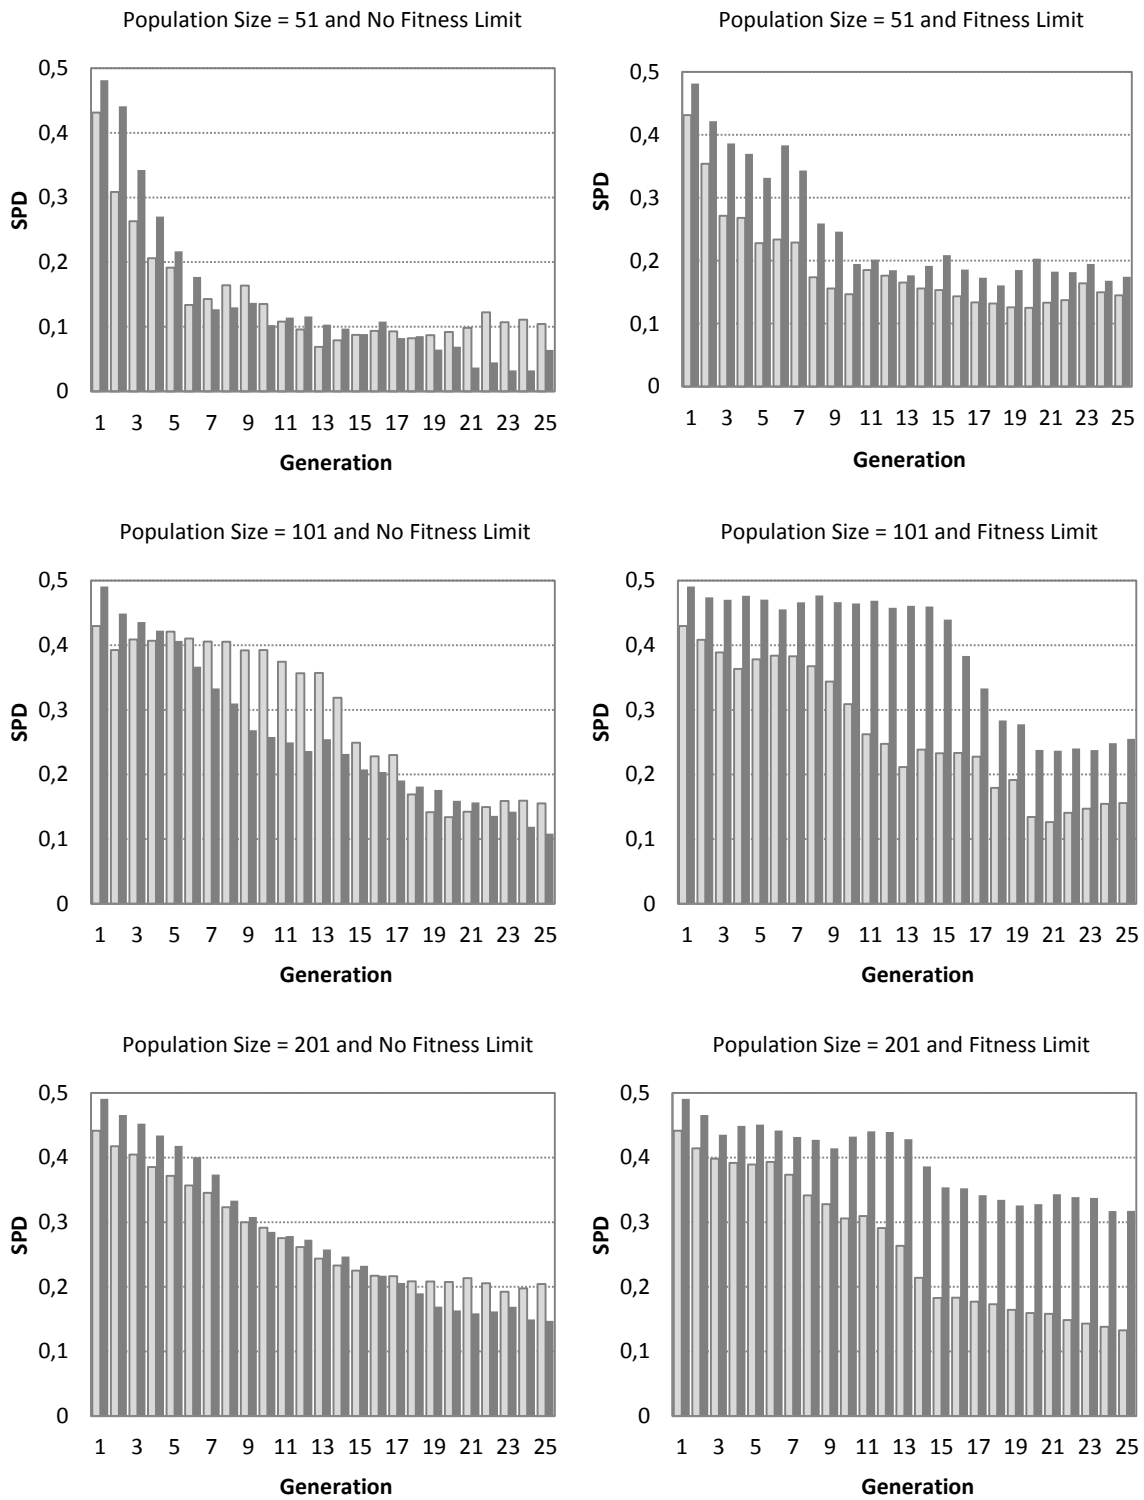 Population Size = 51 and No Fitness Limit
0,5
0,4
0,3
0,2
0,1
0
SPD
1 3 5 7 9 11 13 15 17 19 21 23 25
Generation
Population Size = 51 and Fitness Limit
0,5
0,4
0,3
0,2
0,1
0
SPD
1 3 5 7 9 11 13 15 17 19 21 23 25
Generation
Population Size = 101 and No Fitness Limit
0,5
0,4
0,3
0,2
0,1
0
SPD
1 3 5 7 9 11 13 15 17 19 21 23 25
Generation
Population Size = 101 and Fitness Limit
0,5
0,4
0,3
0,2
0,1
0
SPD
1 3 5 7 9 11 13 15 17 19 21 23 25
Generation
Population Size = 201 and No Fitness Limit
0,5
0,4
0,3
0,2
0,1
0
SPD
1 3 5 7 9 11 13 15 17 19 21 23 25
Generation
Population Size = 201 and Fitness Limit
0,5
0,4
0,3
0,2
0,1
0
SPD
1 3 5 7 9 11 13 15 17 19 21 23 25
Generation